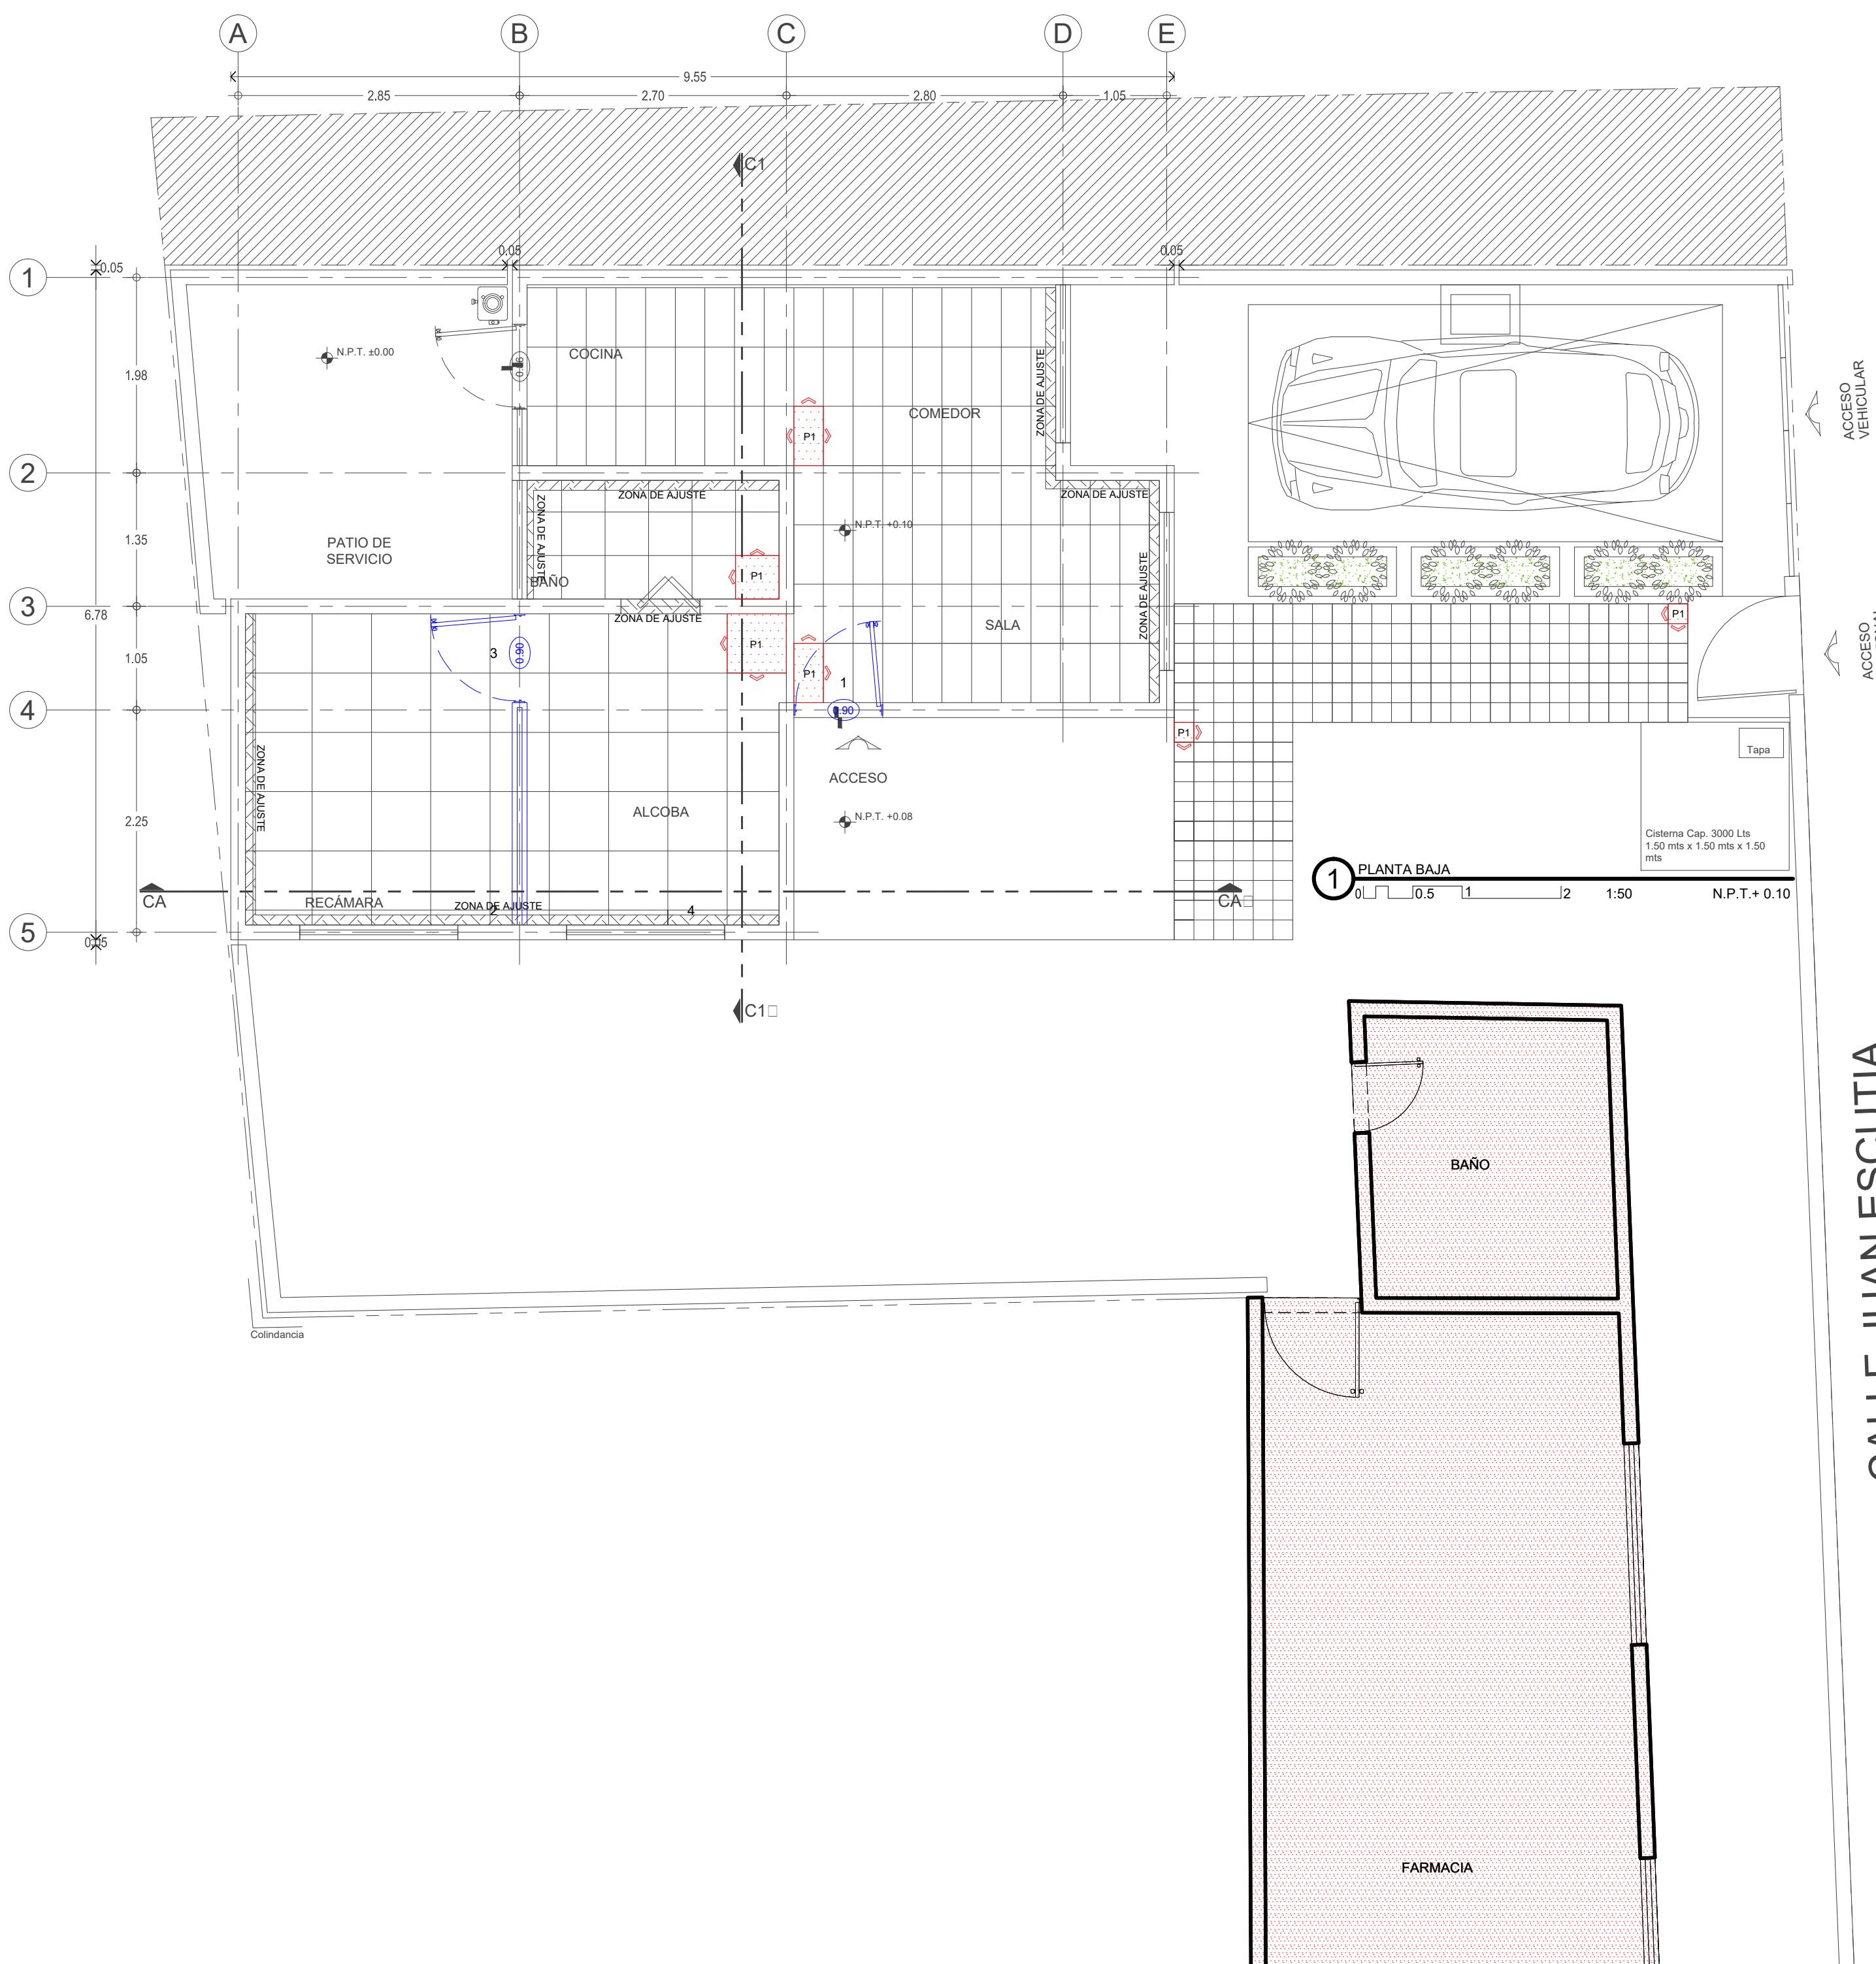 A
B
C
D
E
9.55
2.85
2.70
2.80
1.05
C1
0.05
0.05
0.05
1
N.P.T. ±0.00
COCINA
1.98
COMEDOR
ZONA DE AJUSTE
ACCESO
VEHICULAR
P1
2
ZONA DE AJUSTE
ZONA DE AJUSTE
ZONA DE AJUSTE
N.P.T. +0.10
1.35
PATIO DE
SERVICIO
BAÑO
P1
ZONA DE AJUSTE
3
6.78
ZONA DE AJUSTE
SALA
P1
ACCESO
1.05
3
0.90
P1
P1
1
4
0.90
P1
Tapa
ACCESO
ZONA DE AJUSTE
ALCOBA
N.P.T. +0.08
2.25
Cisterna Cap. 3000 Lts
1.50 mts x 1.50 mts x 1.50
mts
1
PLANTA BAJA
0
0.5
1
2
1:50
N.P.T.+ 0.10
CA
RECÁMARA
ZONA DE AJUSTE
2
4
CA
5
0.05
C1
BAÑO
Colindancia
CALLE JUAN ESCUTIA
FARMACIA